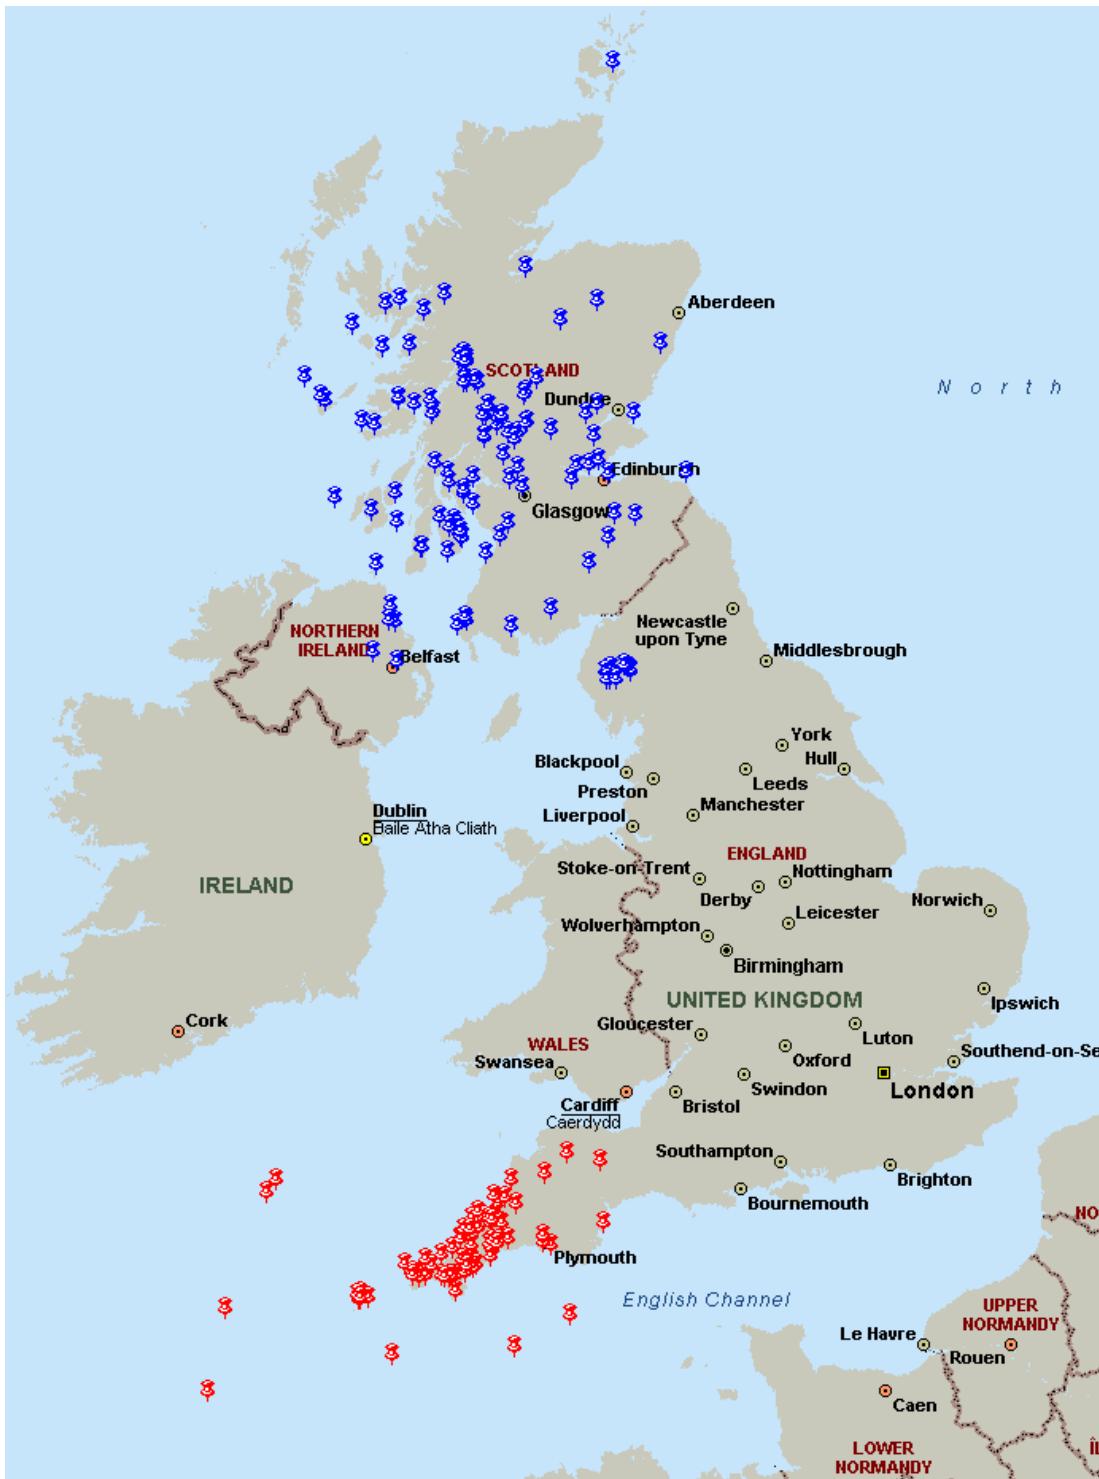 Aberdeen
North
SCOTLAND
Dundee
Edinburgh
Glasgow
NORTHERN
IRELAND
Belfast
Newcastle
upon Tyne
Middlesbrough
York
Blackpool
Hull
Preston
Leeds
Manchester
Dublin
Baile Atha Cliath
Liverpool
ENGLAND
Stoke-on-Trent
Nottingham
IRELAND
Derby
Norwich
Leicester
Wolverhampton
Birmingham
UNITED KINGDOM
Ipswich
Cork
Gloucester
Luton
WALES
Oxford
Southend-on-Se
Swansea
Swindon
London
Cardiff
Caerdydd
Bristol
Southampton
Brighton
Bournemouth
NO
Plymouth
English Channel
UPPER
NORMANDY
Le Havre
Rouen
Caen
LOWER
NORMANDY
ÎL